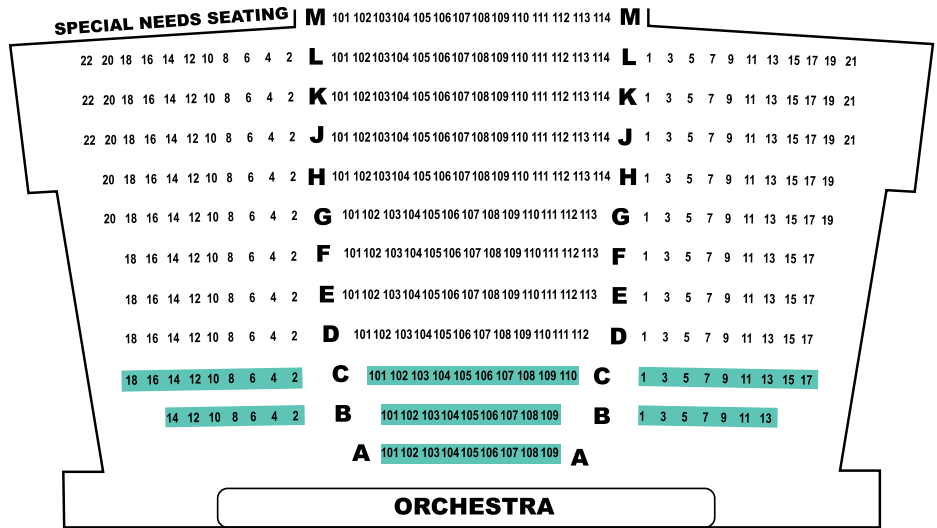 SPECIAL NEEDS SEATING M 101 102 103 104 105 106 107 108 109 110 111 112 113 114 M
22 20 18 16 14 12 10 8 6 4 2 L 101 102 103 104 105 106 107 108 109 110 111 112 113 114 L 1 3 5 7 9 11 13 15 17 19 21
22 20 18 16 14 12 10 8 6 4 2 K 101 102 103 104 105 106 107 108 109 110 111 112 113 114 K 1 3 5 7 9 11 13 15 17 19 21
22 20 18 16 14 12 10 8 6 4 2 J 101 102 103 104 105 106 107 108 109 110 111 112 113 114 J 1 3 5 7 9 11 13 15 17 19 21
20 18 16 14 12 10 8 6 4 2 H 101 102 103 104 105 106 107 108 109 110 111 112 113 114 H 1 3 5 7 9 11 13 15 17 19
20 18 16 14 12 10 8 6 4 2 G 101 102 103 104 105 106 107 108 109 110 111 112 113 G 1 3 5 7 9 11 13 15 17 19
18 16 14 12 10 8 6 4 2 F 101 102 103 104 105 106 107 108 109 110 111 112 113 F 1 3 5 7 9 11 13 15 17
18 16 14 12 10 8 6 4 2 E 101 102 103 104 105 106 107 108 109 110 111 112 113 E 1 3 5 7 9 11 13 15 17
18 16 14 12 10 8 6 4 2 D 101 102 103 104 105 106 107 108 109 110 111 112 D 1 3 5 7 9 11 13 15 17
18 16 14 12 10 8 6 4 2 C 101 102 103 104 105 106 107 108 109 110 C 1 3 5 7 9 11 13 15 17
14 12 10 8 6 4 2 B 101 102 103 104 105 106 107 108 109 B 1 3 5 7 9 11 13
A 101 102 103 104 105 106 107 108 109 A
ORCHESTRA